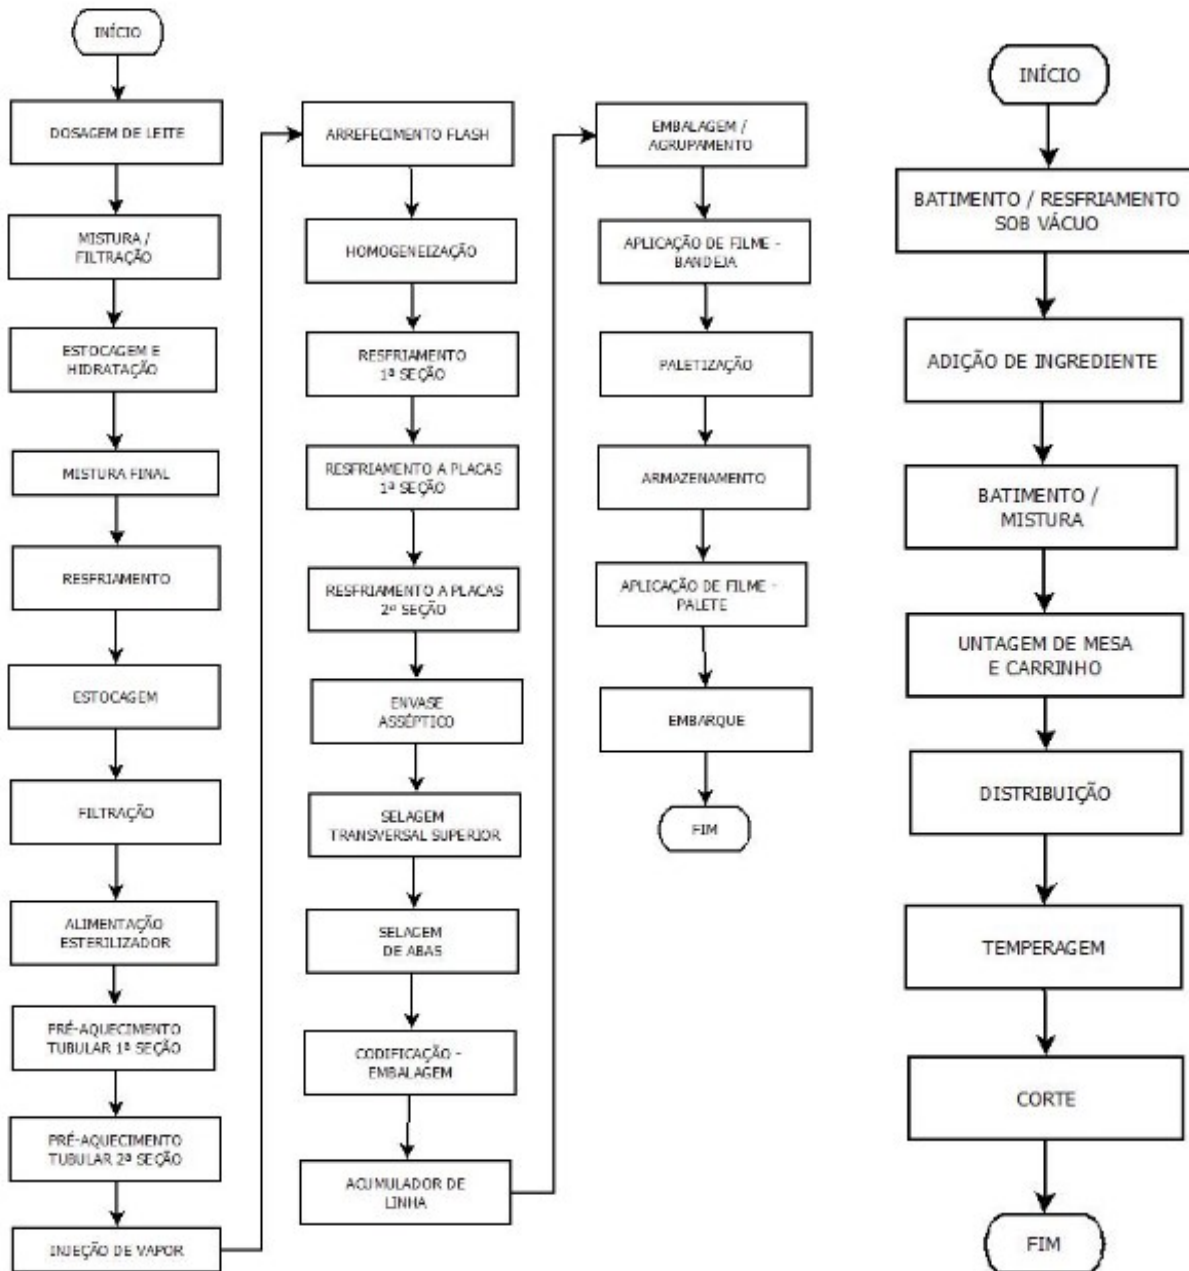 INÍCIO
DOSAGEM DE LEITE
MISTURA /
FILTRAÇÃO
ESTOCAGEM E
HIDRATAÇÃO
MISTURA FINAL
RESFRIAMENTO
ESTOCAGEM
FILTRAÇÃO
ALIMENTAÇÃO
ESTERILIZADOR
PRÉ-AQUECIMENTO
TUBULAR 1ª SEÇÃO
PRÉ-AQUECIMENTO
TUBULAR 2ª SEÇÃO
INJEÇÃO DE VAPOR
ARREFECIMENTO FLASH
HOMOGENEIZAÇÃO
RESFRIAMENTO
1ª SEÇÃO
RESFRIAMENTO A PLACAS
1ª SEÇÃO
RESFRIAMENTO A PLACAS
2ª SEÇÃO
ENVASE
ASSÉPTICO
SELAGEM
TRANSVERSAL SUPERIOR
SELAGEM
DE ABAS
CODIFICAÇÃO -
EMBALAGEM
ACUMULADOR DE
LINHA
EMBALAGEM /
AGRUPAMENTO
APLICAÇÃO DE FILME -
BANDEJA
PALETIZAÇÃO
ARMAZENAMENTO
APLICAÇÃO DE FILME -
PALETE
EMBARQUE
FIM
INÍCIO
BATIMENTO / RESFRIAMENTO
SOB VÁCUO
ADIÇÃO DE INGREDIENTE
BATIMENTO /
MISTURA
UNTAGEM DE MESA
E CARRINHO
DISTRIBUIÇÃO
TEMPERAGEM
CORTE
FIM